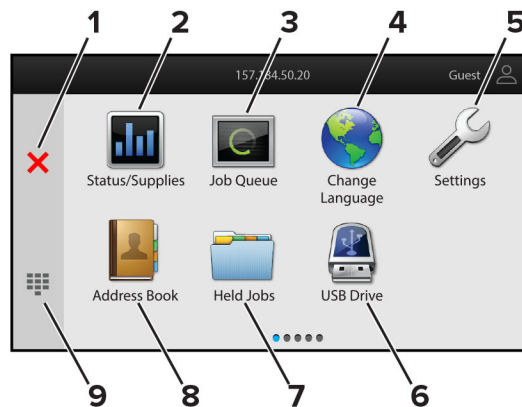 1 2 3 4 5
157.184.50.20 Guest
Status/Supplies Job Queue Change Language Settings
Address Book Held Jobs USB Drive
9 8 7 6